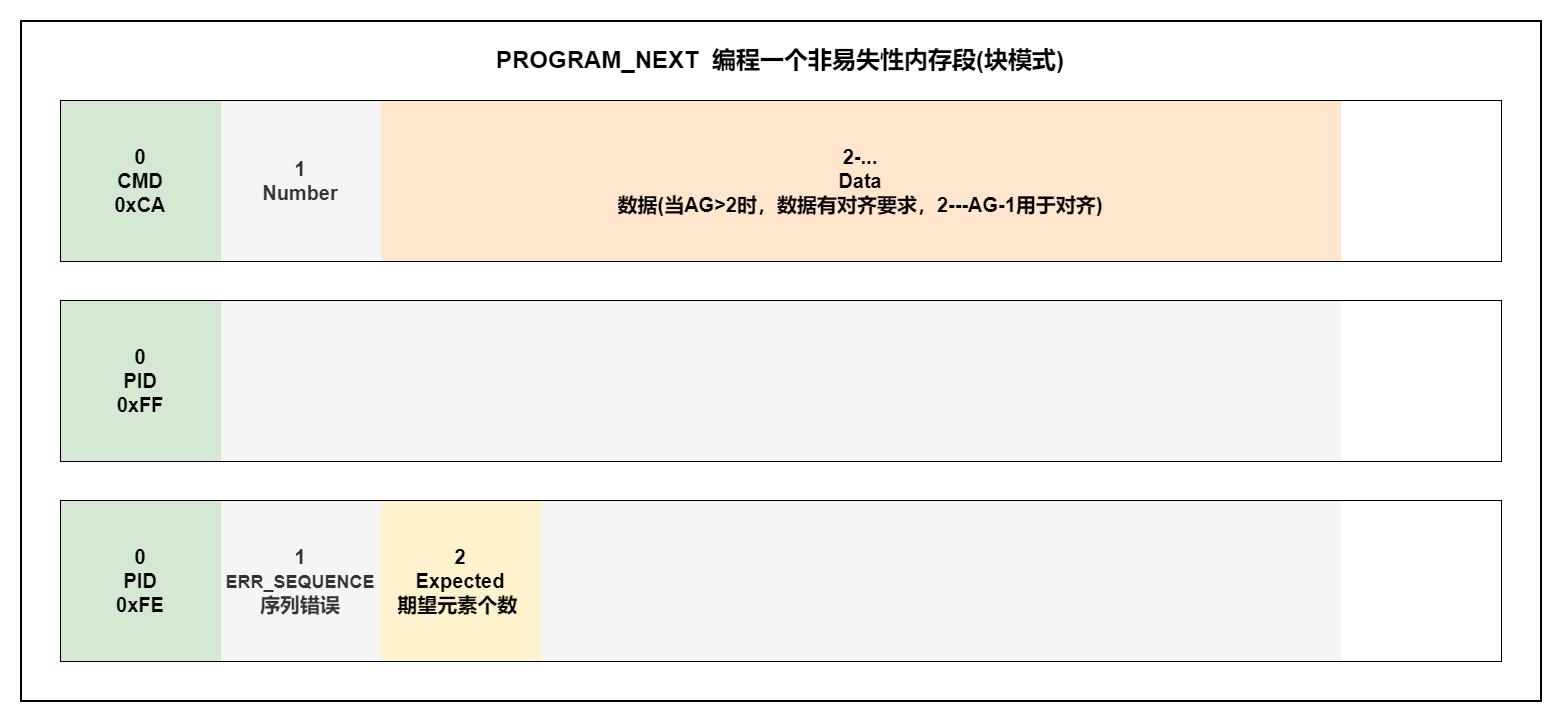 PROGRAM_NEXT 编程一个非易失性内存段(块模式)
0
CMD
0xCA
1
Number
2-...
Data
数据(当AG>2时，数据有对齐要求，2---AG-1用于对齐)
0
PID
0xFF
0
PID
0xFE
1
ERR_SEQUENCE
序列错误
2
Expected
期望元素个数